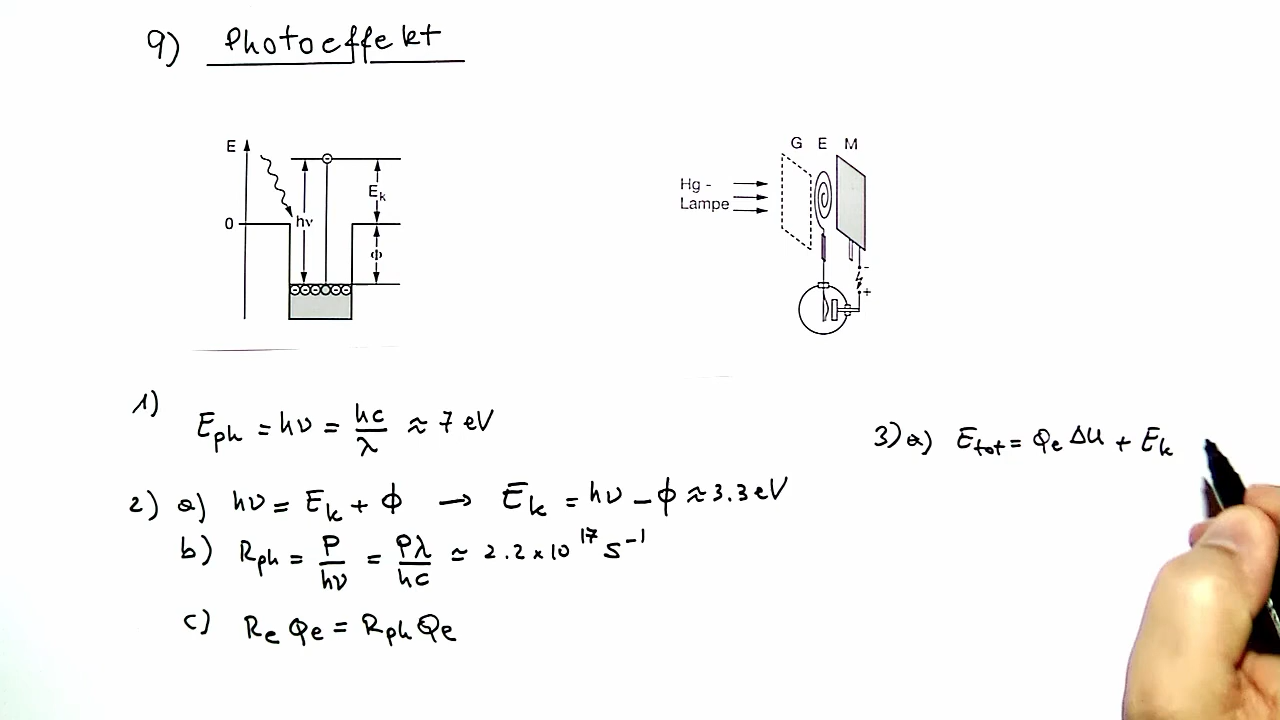 9) Photoeffekt
E
0
hν
E_k
ϕ
G E M
Hg -
Lampe
-
+
1) E_ph = hν = hc/λ ≈ 7 eV
2) a) hν = E_k + ϕ → E_k = hν - ϕ ≈ 3.3 eV
b) R_ph = P/hν = Pλ/hc ≈ 2.2 × 10^17 s^-1
c) R_e Q_e = R_ph Q_e
3) a) E_tot = Q_e ΔU + E_k